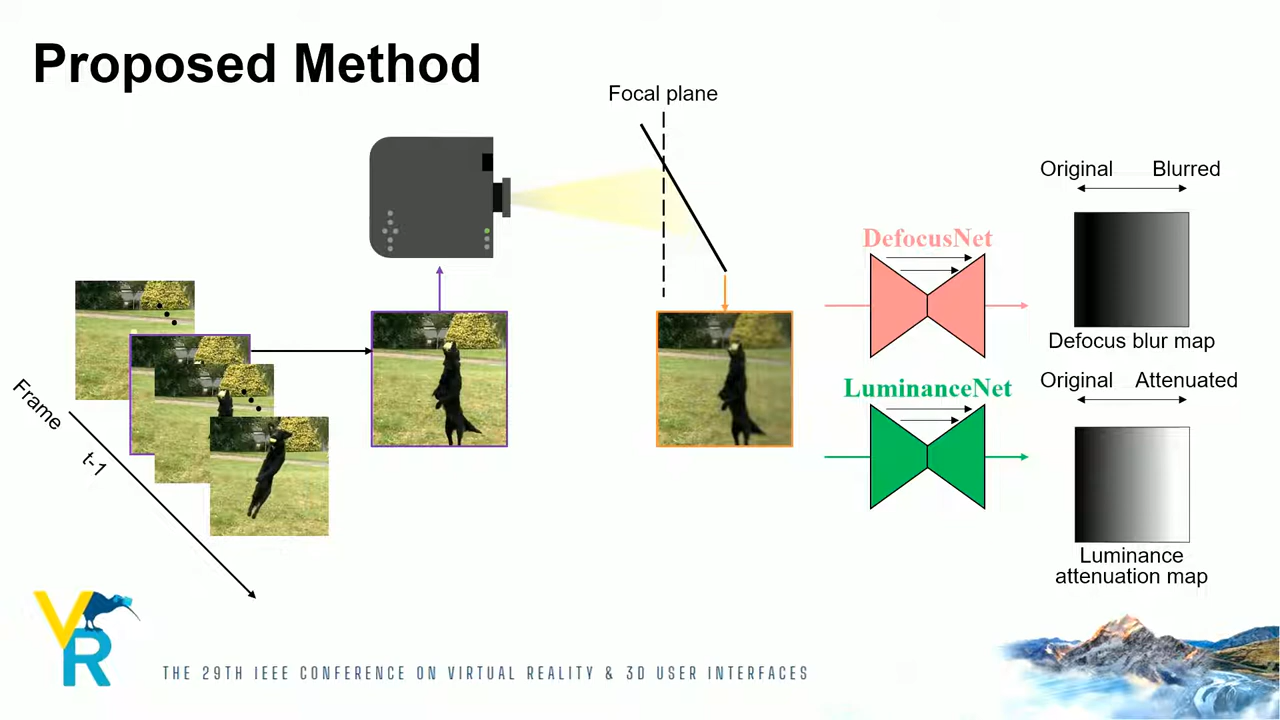 Proposed Method
Focal plane
Original Blurred
DefocusNet
Defocus blur map
Original Attenuated
LuminanceNet
Luminance
attenuation map
Frame
t-1
VR
THE 29TH IEEE CONFERENCE ON VIRTUAL REALITY & 3D USER INTERFACES